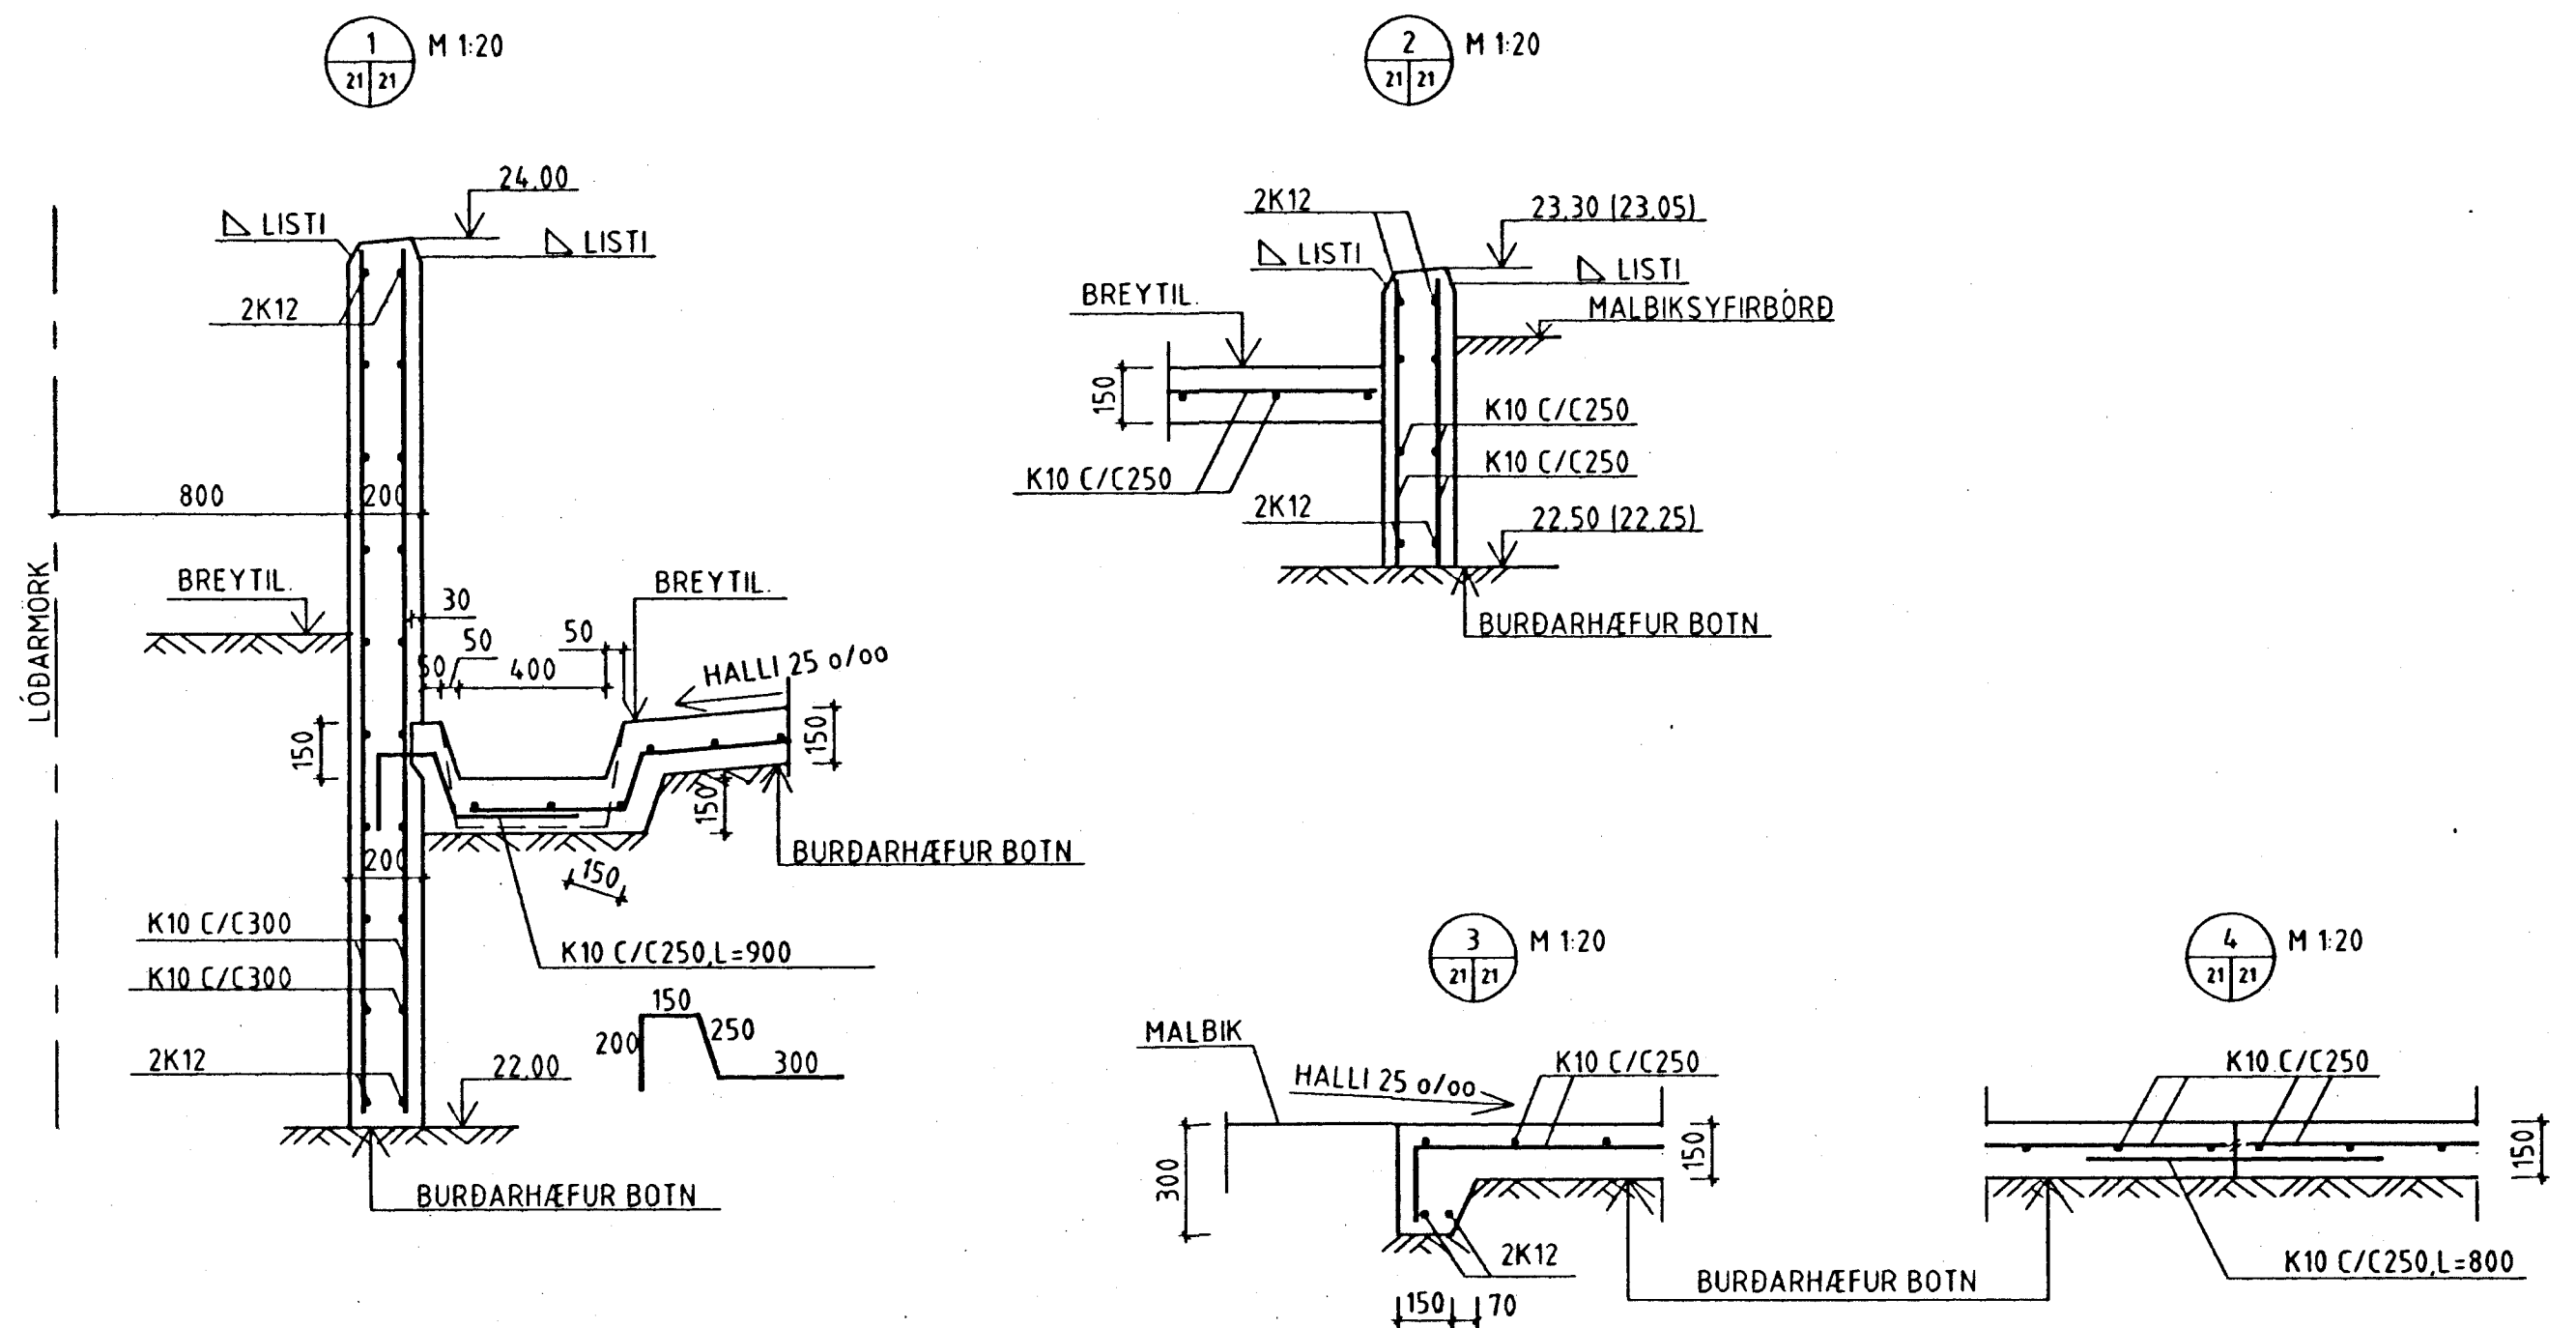 1
M 1:20
21 21
24.00
LISTI
LISTI
2K12
800
200
LÓÐARMÖRK
BREYTIL.
BREYTIL.
30
50
50
50
400
HALLI 25 o/oo
150
150
150
BURÐARHÆFUR BOTN
200
150
K10 C/C300
K10 C/C250,L=900
K10 C/C300
150
200
250
300
2K12
22.00
BURÐARHÆFUR BOTN
2
M 1:20
21 21
2K12
23.30 (23.05)
LISTI
LISTI
BREYTIL.
MALBIKSYFIRBÓRÐ
150
K10 C/C250
K10 C/C250
K10 C/C250
2K12
22.50 (22.25)
BURÐARHÆFUR BOTN
3
M 1:20
21 21
MALBIK
HALLI 25 o/oo
K10 C/C250
300
150
2K12
150
70
BURÐARHÆFUR BOTN
4
M 1:20
21 21
K10 C/C250
150
K10 C/C250,L=800